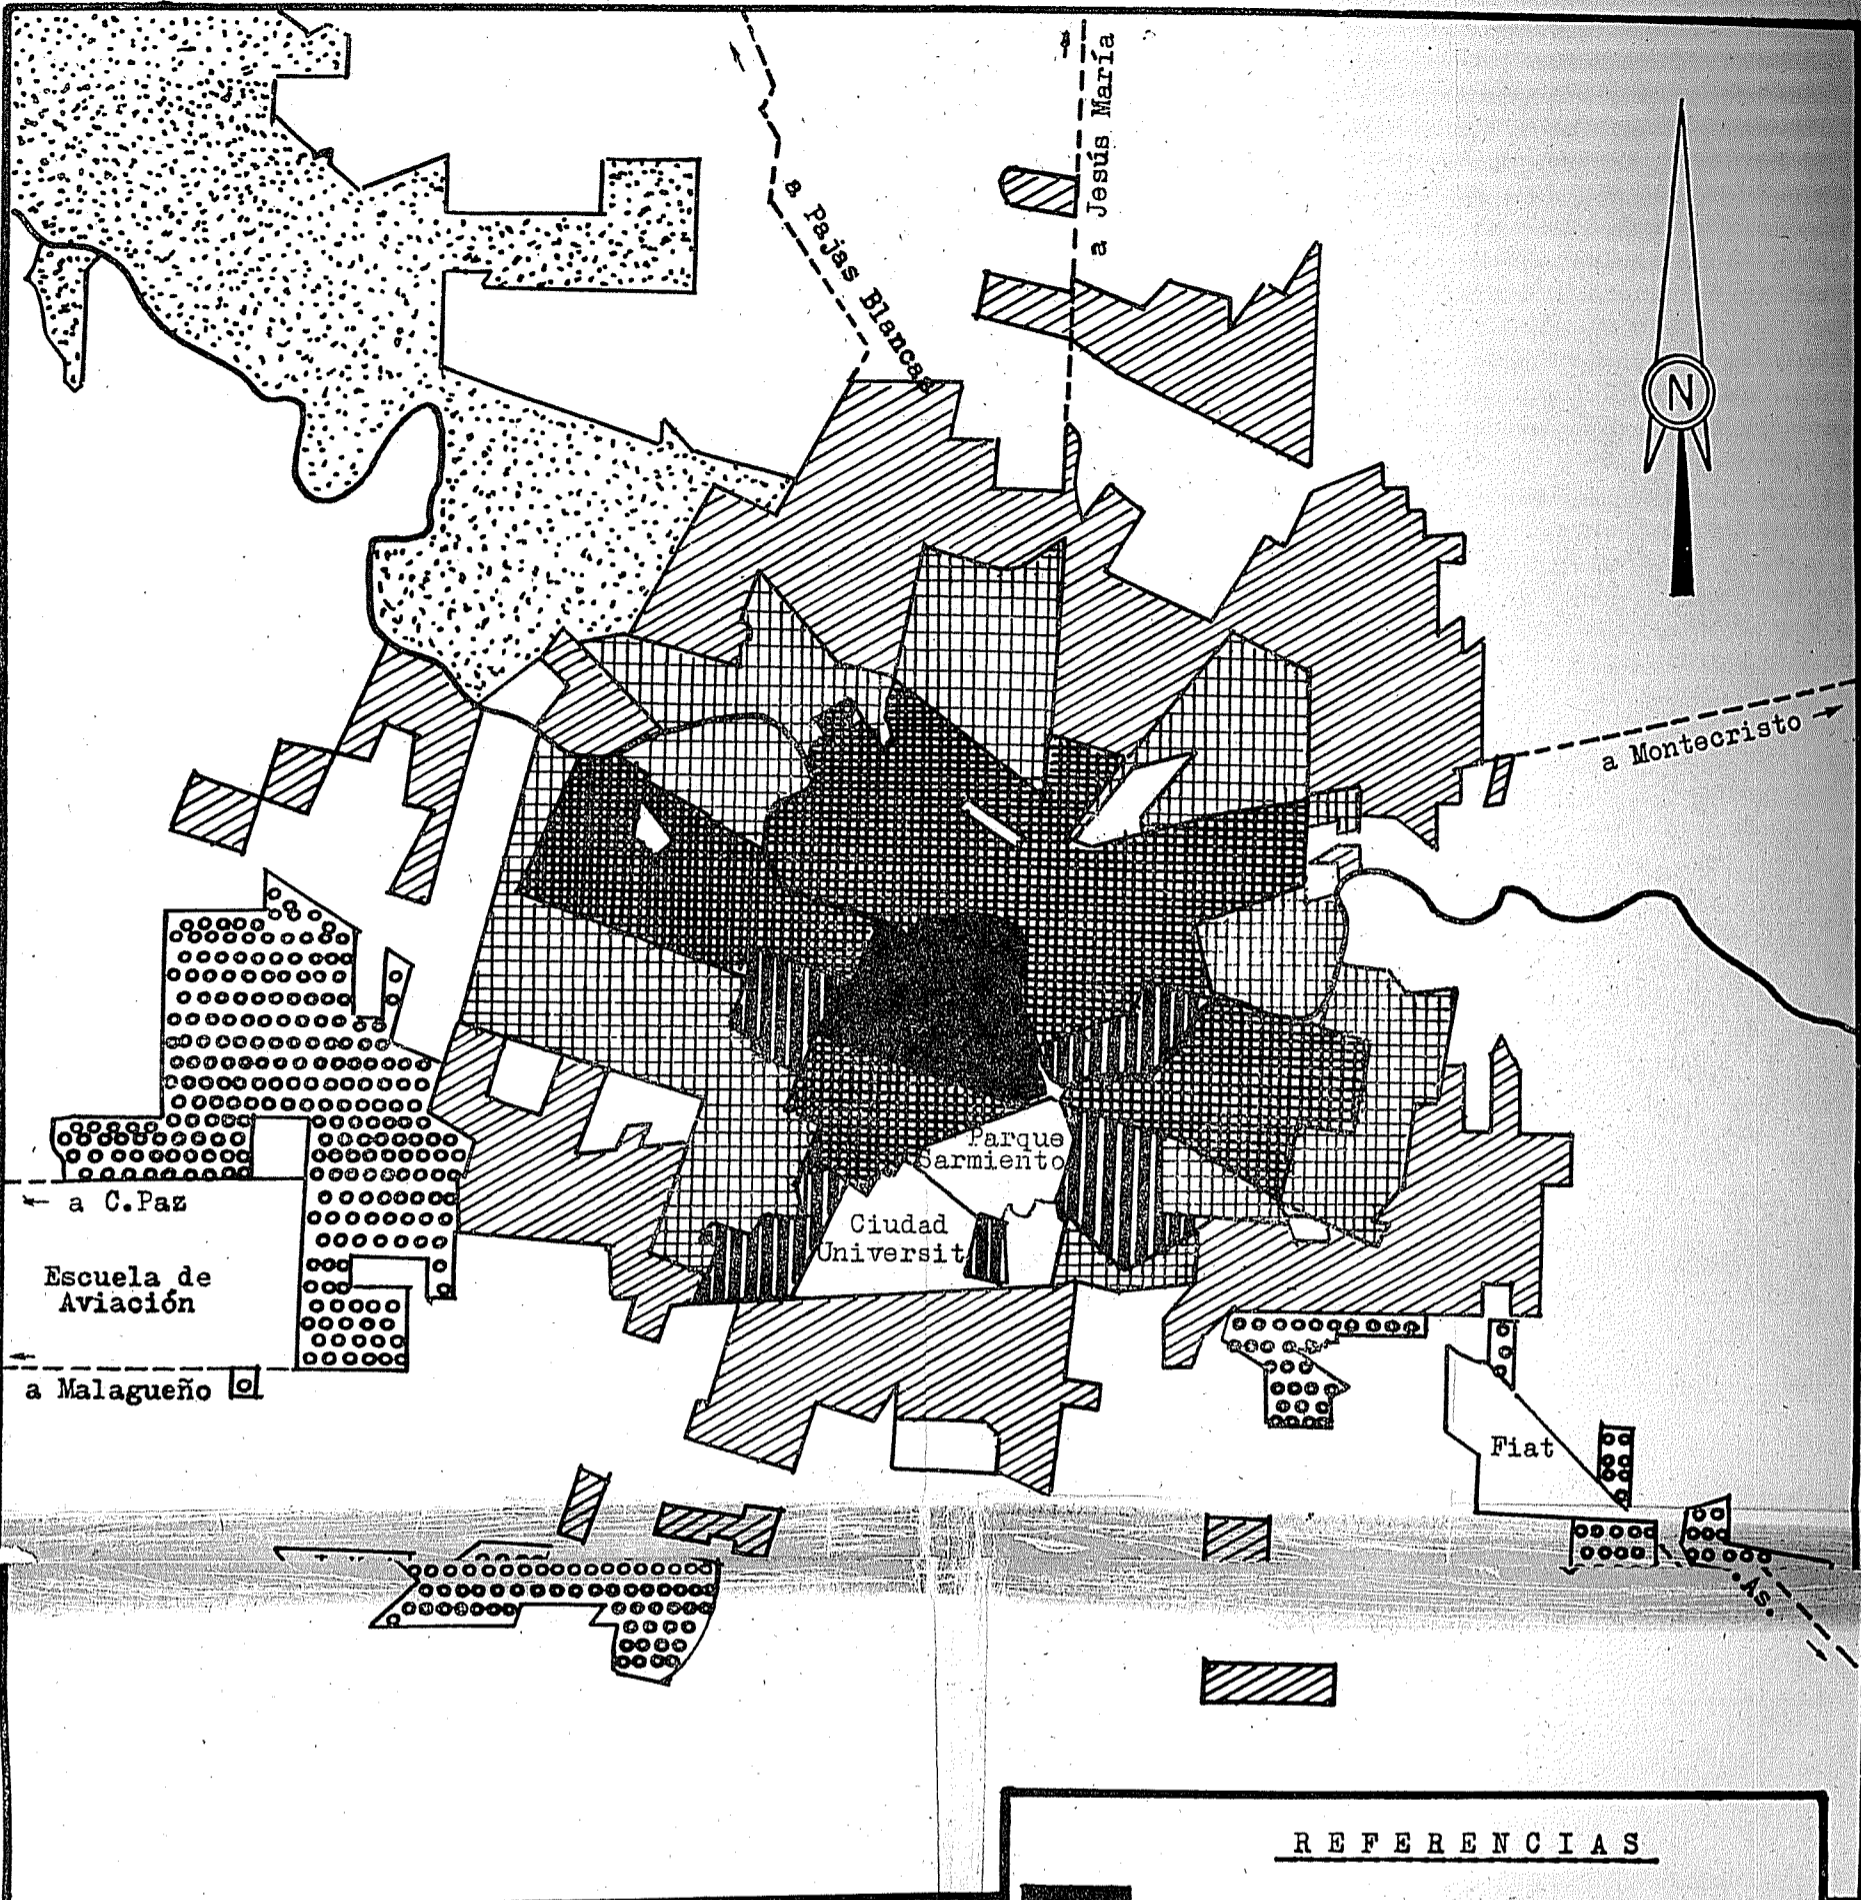 a Jesús María
a Pajas Blancas
N
a Montecristo
Parque
Sarmiento
Ciudad
Universit
a C.Paz
Escuela de
Aviación
a Malagueño
Fiat
.As.
REFERENCIAS